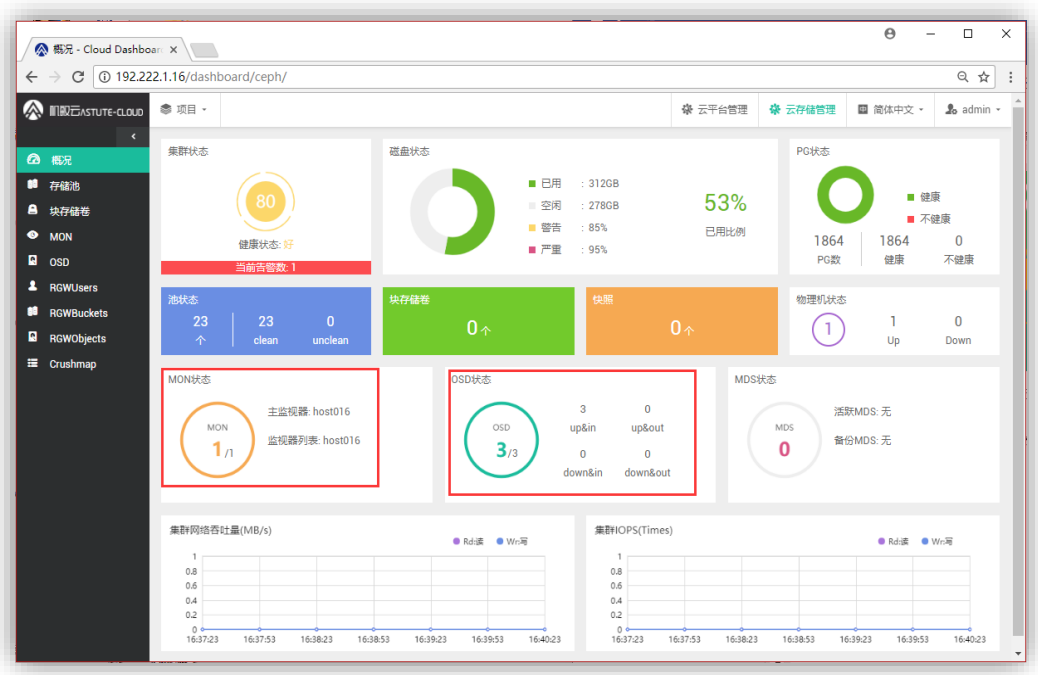 概况 - Cloud Dashboar
192.222.1.16/dashboard/ceph/
ASTUTE-CLOUD
项目
云平台管理
云存储管理
简体中文
admin
概况
存储池
块存储卷
MON
OSD
RGWUsers
RGWBuckets
RGWObjects
Crushmap
集群状态
80
健康状态: 好
当前告警数: 1
磁盘状态
已用 : 312GB
空闲 : 278GB
警告 : 85%
严重 : 95%
53%
已用比例
PG状态
健康
不健康
1864 1864 0
PG数 健康 不健康
池状态
23 23 0
个 clean unclean
块存储卷
0个
快照
0个
物理机状态
1 1 0
Up Down
MON状态
MON
1/1
主监视器: host016
监视器列表: host016
OSD状态
OSD
3/3
3 0
up&in up&out
0 0
down&in down&out
MDS状态
MDS
0
活跃MDS: 无
备份MDS: 无
集群网络吞吐量(MB/s)
Rd:读 Wr:写
1
0.8
0.6
0.4
0.2
0
16:37:23 16:37:53 16:38:23 16:38:53 16:39:23 16:39:53 16:40:23
集群IOPS(Times)
Rd:读 Wr:写
1
0.8
0.6
0.4
0.2
0
16:37:23 16:37:53 16:38:23 16:38:53 16:39:23 16:39:53 16:40:23